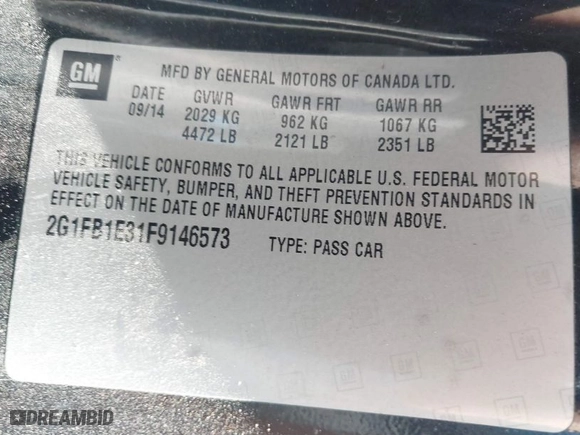 GM
MFD BY GENERAL MOTORS OF CANADA LTD.
DATE GVWR GAWR FRT GAWR RR
09/14 2029 KG 962 KG 1067 KG
4472 LB 2121 LB 2351 LB
THIS VEHICLE CONFORMS TO ALL APPLICABLE U.S. FEDERAL MOTOR
VEHICLE SAFETY, BUMPER, AND THEFT PREVENTION STANDARDS IN
EFFECT ON THE DATE OF MANUFACTURE SHOWN ABOVE.
2G1FB1E31F9146573 TYPE: PASS CAR
DREAMBID